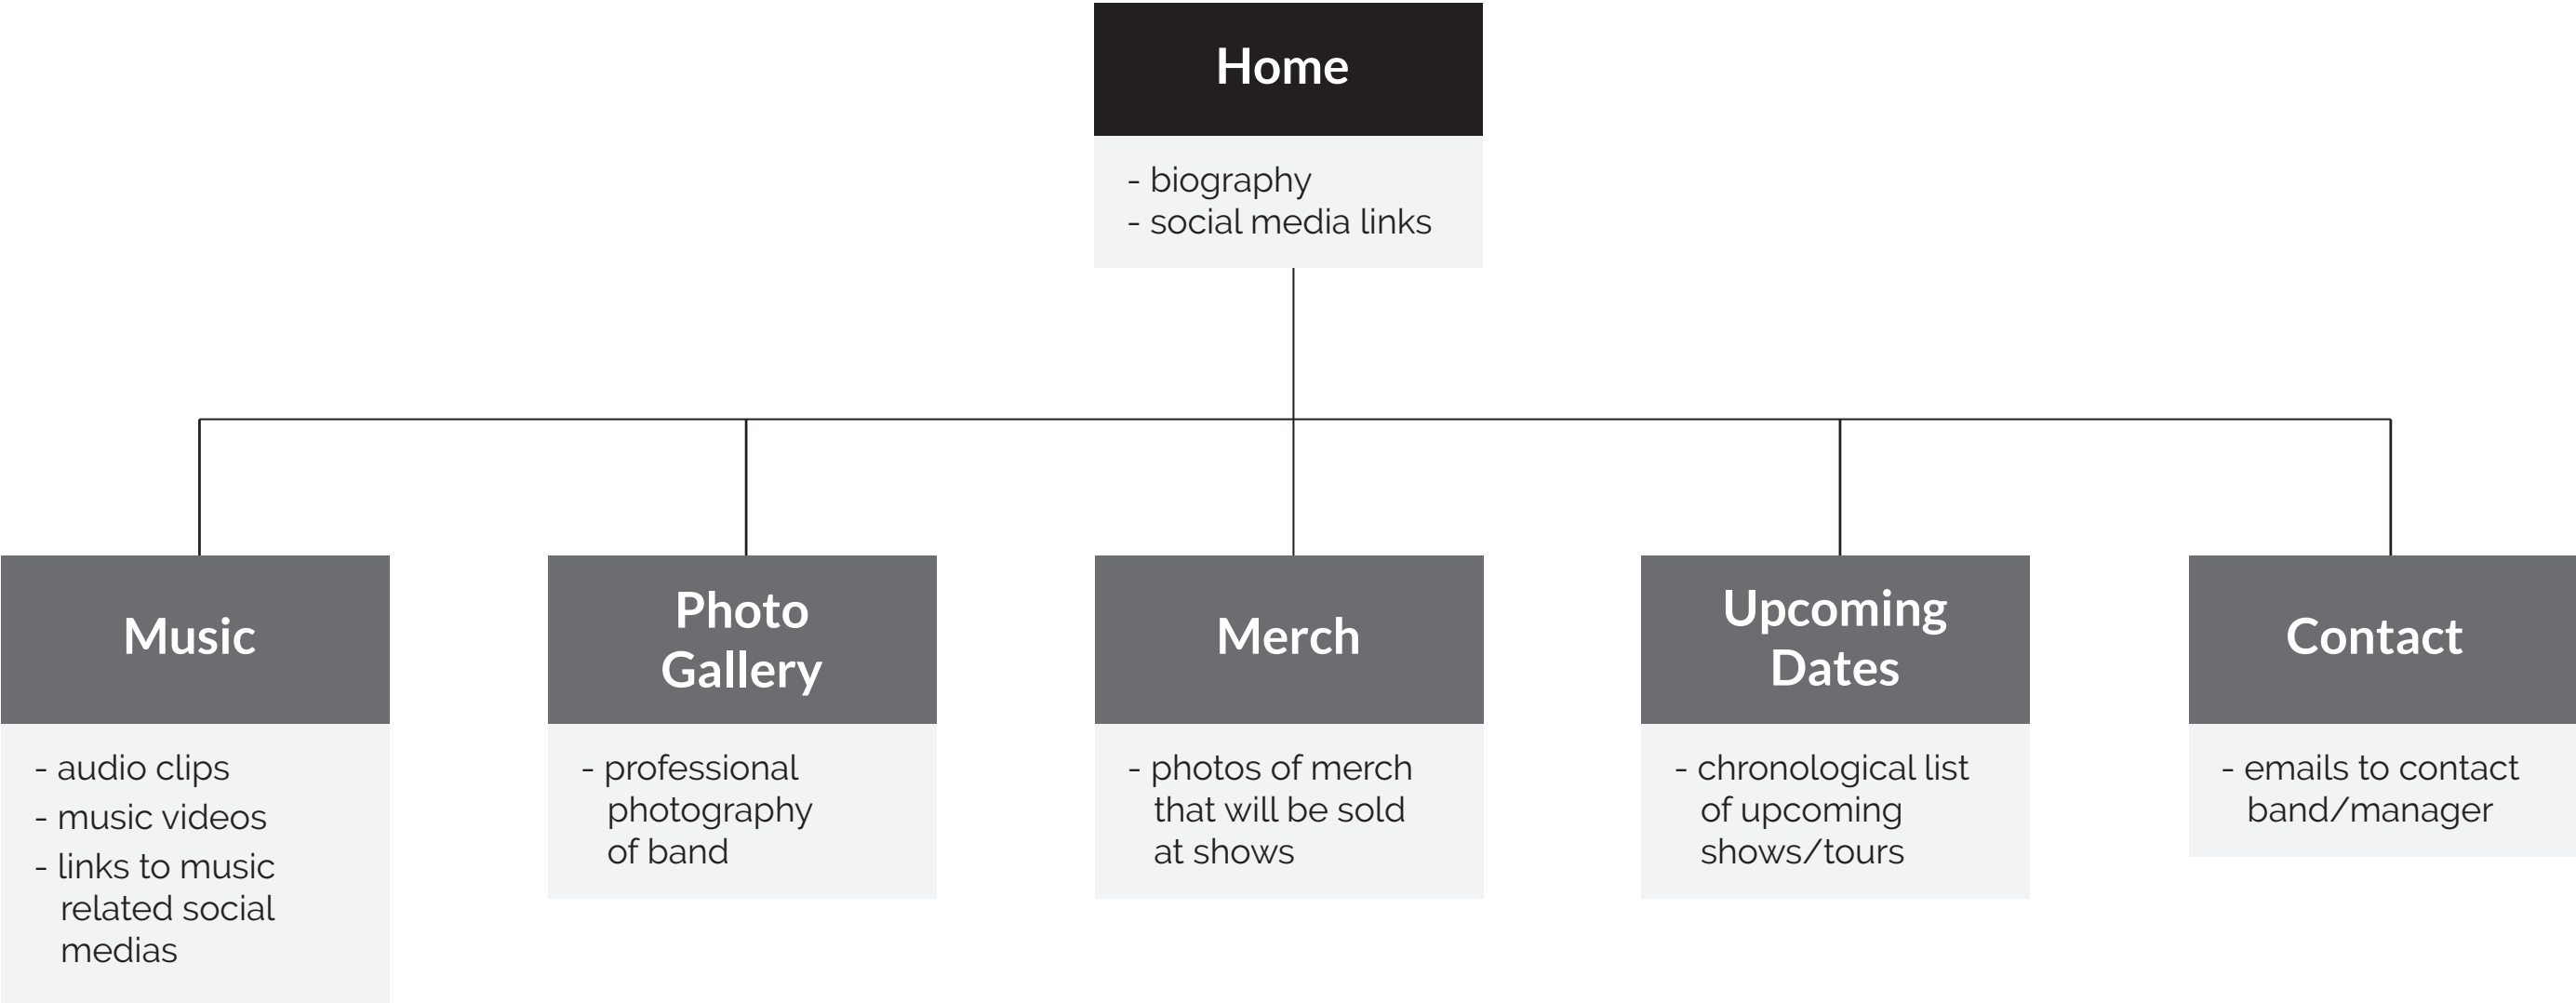 Home
- biography
- social media links
Music
- audio clips
- music videos
- links to music
related social
medias
Photo
Gallery
- professional
photography
of band
Merch
- photos of merch
that will be sold
at shows
Upcoming
Dates
- chronological list
of upcoming
shows/tours
Contact
- emails to contact
band/manager